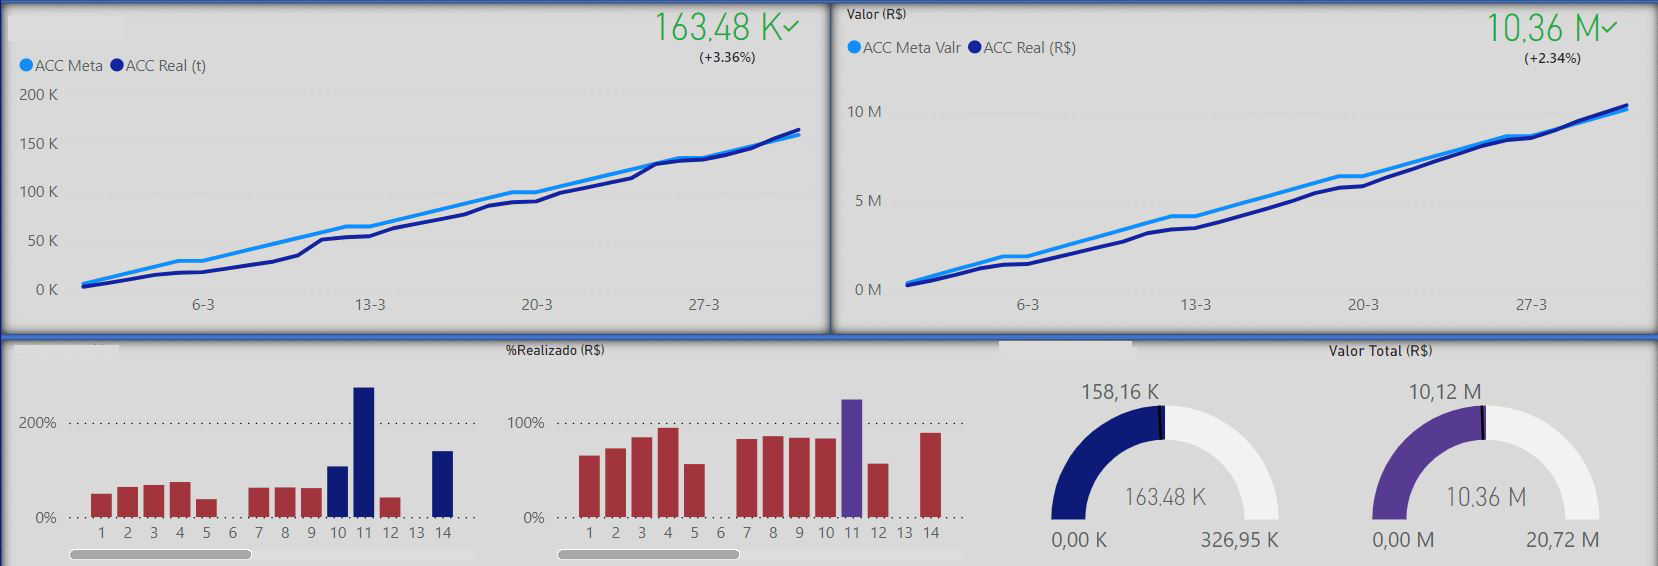 163,48 K
(+3.36%)
ACC Meta ACC Real (t)
200 K
150 K
100 K
50 K
0 K
6-3 13-3 20-3 27-3
Valor (R$)
10,36 M
(+2.34%)
ACC Meta Valr ACC Real (R$)
10 M
5 M
0 M
6-3 13-3 20-3 27-3
200%
0%
1 2 3 4 5 6 7 8 9 10 11 12 13 14
%Realizado (R$)
100%
0%
1 2 3 4 5 6 7 8 9 10 11 12 13 14
158,16 K
163,48 K
0,00 K 326,95 K
Valor Total (R$)
10,12 M
10,36 M
0,00 M 20,72 M